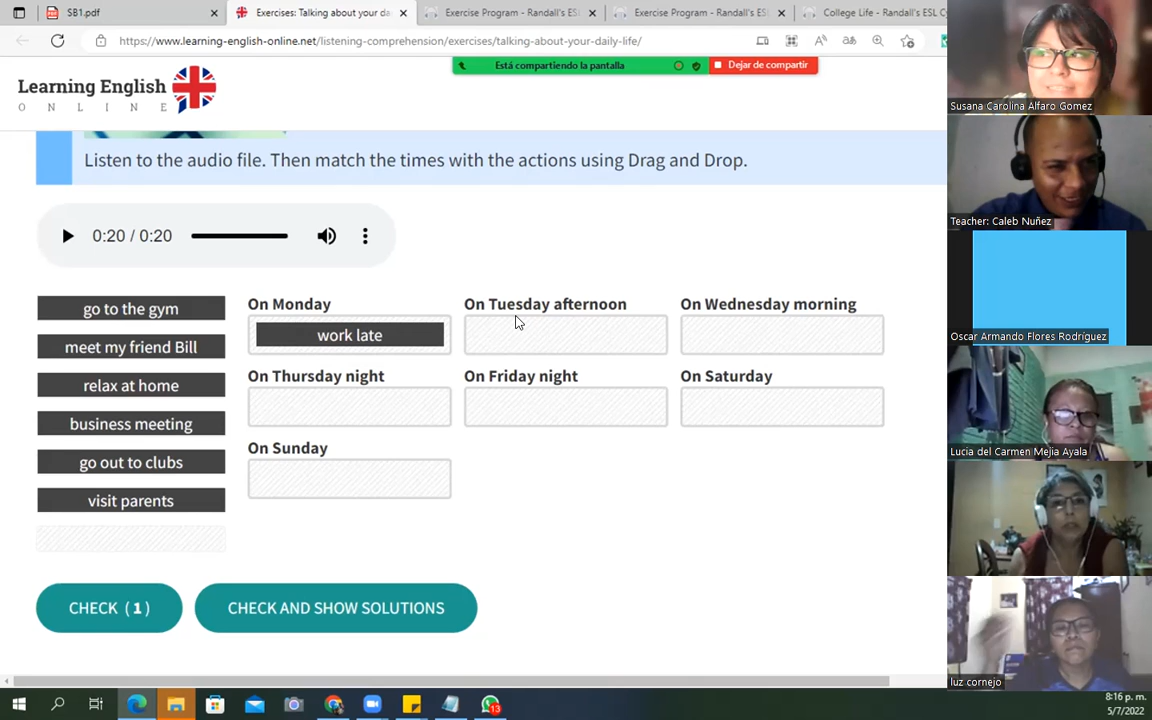 SB1.pdf
Exercises: Talking about your da
Exercise Program - Randall's ESL
Exercise Program - Randall's ESL
College Life - Randall's ESL Cy
https://www.learning-english-online.net/listening-comprehension/exercises/talking-about-your-daily-life/
Está compartiendo la pantalla
Dejar de compartir
Learning English
ONLINE
Listen to the audio file. Then match the times with the actions using Drag and Drop.
0:20 / 0:20
go to the gym
meet my friend Bill
relax at home
business meeting
go out to clubs
visit parents
On Monday
On Tuesday afternoon
On Wednesday morning
work late
On Thursday night
On Friday night
On Saturday
On Sunday
CHECK ( 1 )
CHECK AND SHOW SOLUTIONS
Susana Carolina Alfaro Gomez
Teacher: Caleb Nuñez
Oscar Armando Flores Rodríguez
Lucia del Carmen Mejia Ayala
luz cornejo
13
8:16 p. m.
5/7/2022